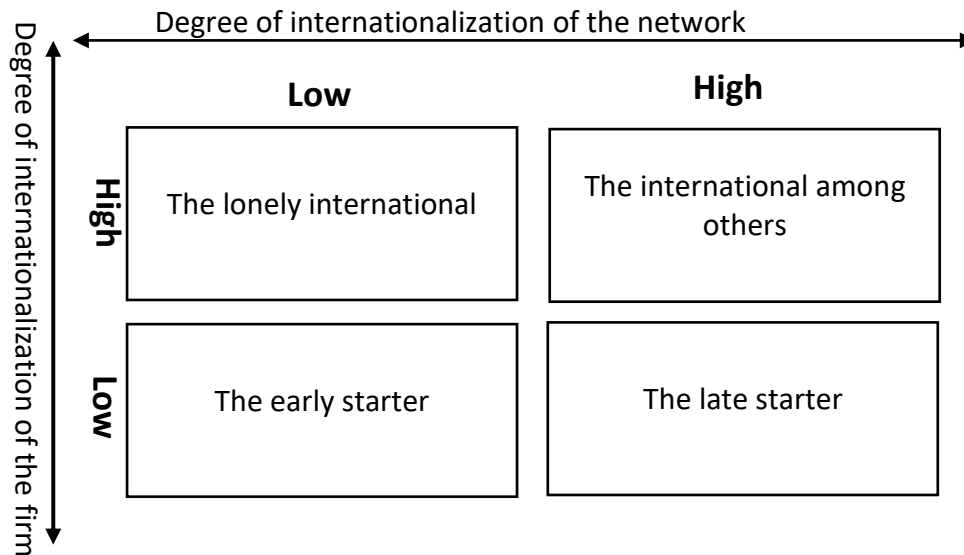 Degree of internationalization of the network
Degree of internationalization of the firm
Low
High
High
The lonely international
The international among
others
Low
The early starter
The late starter